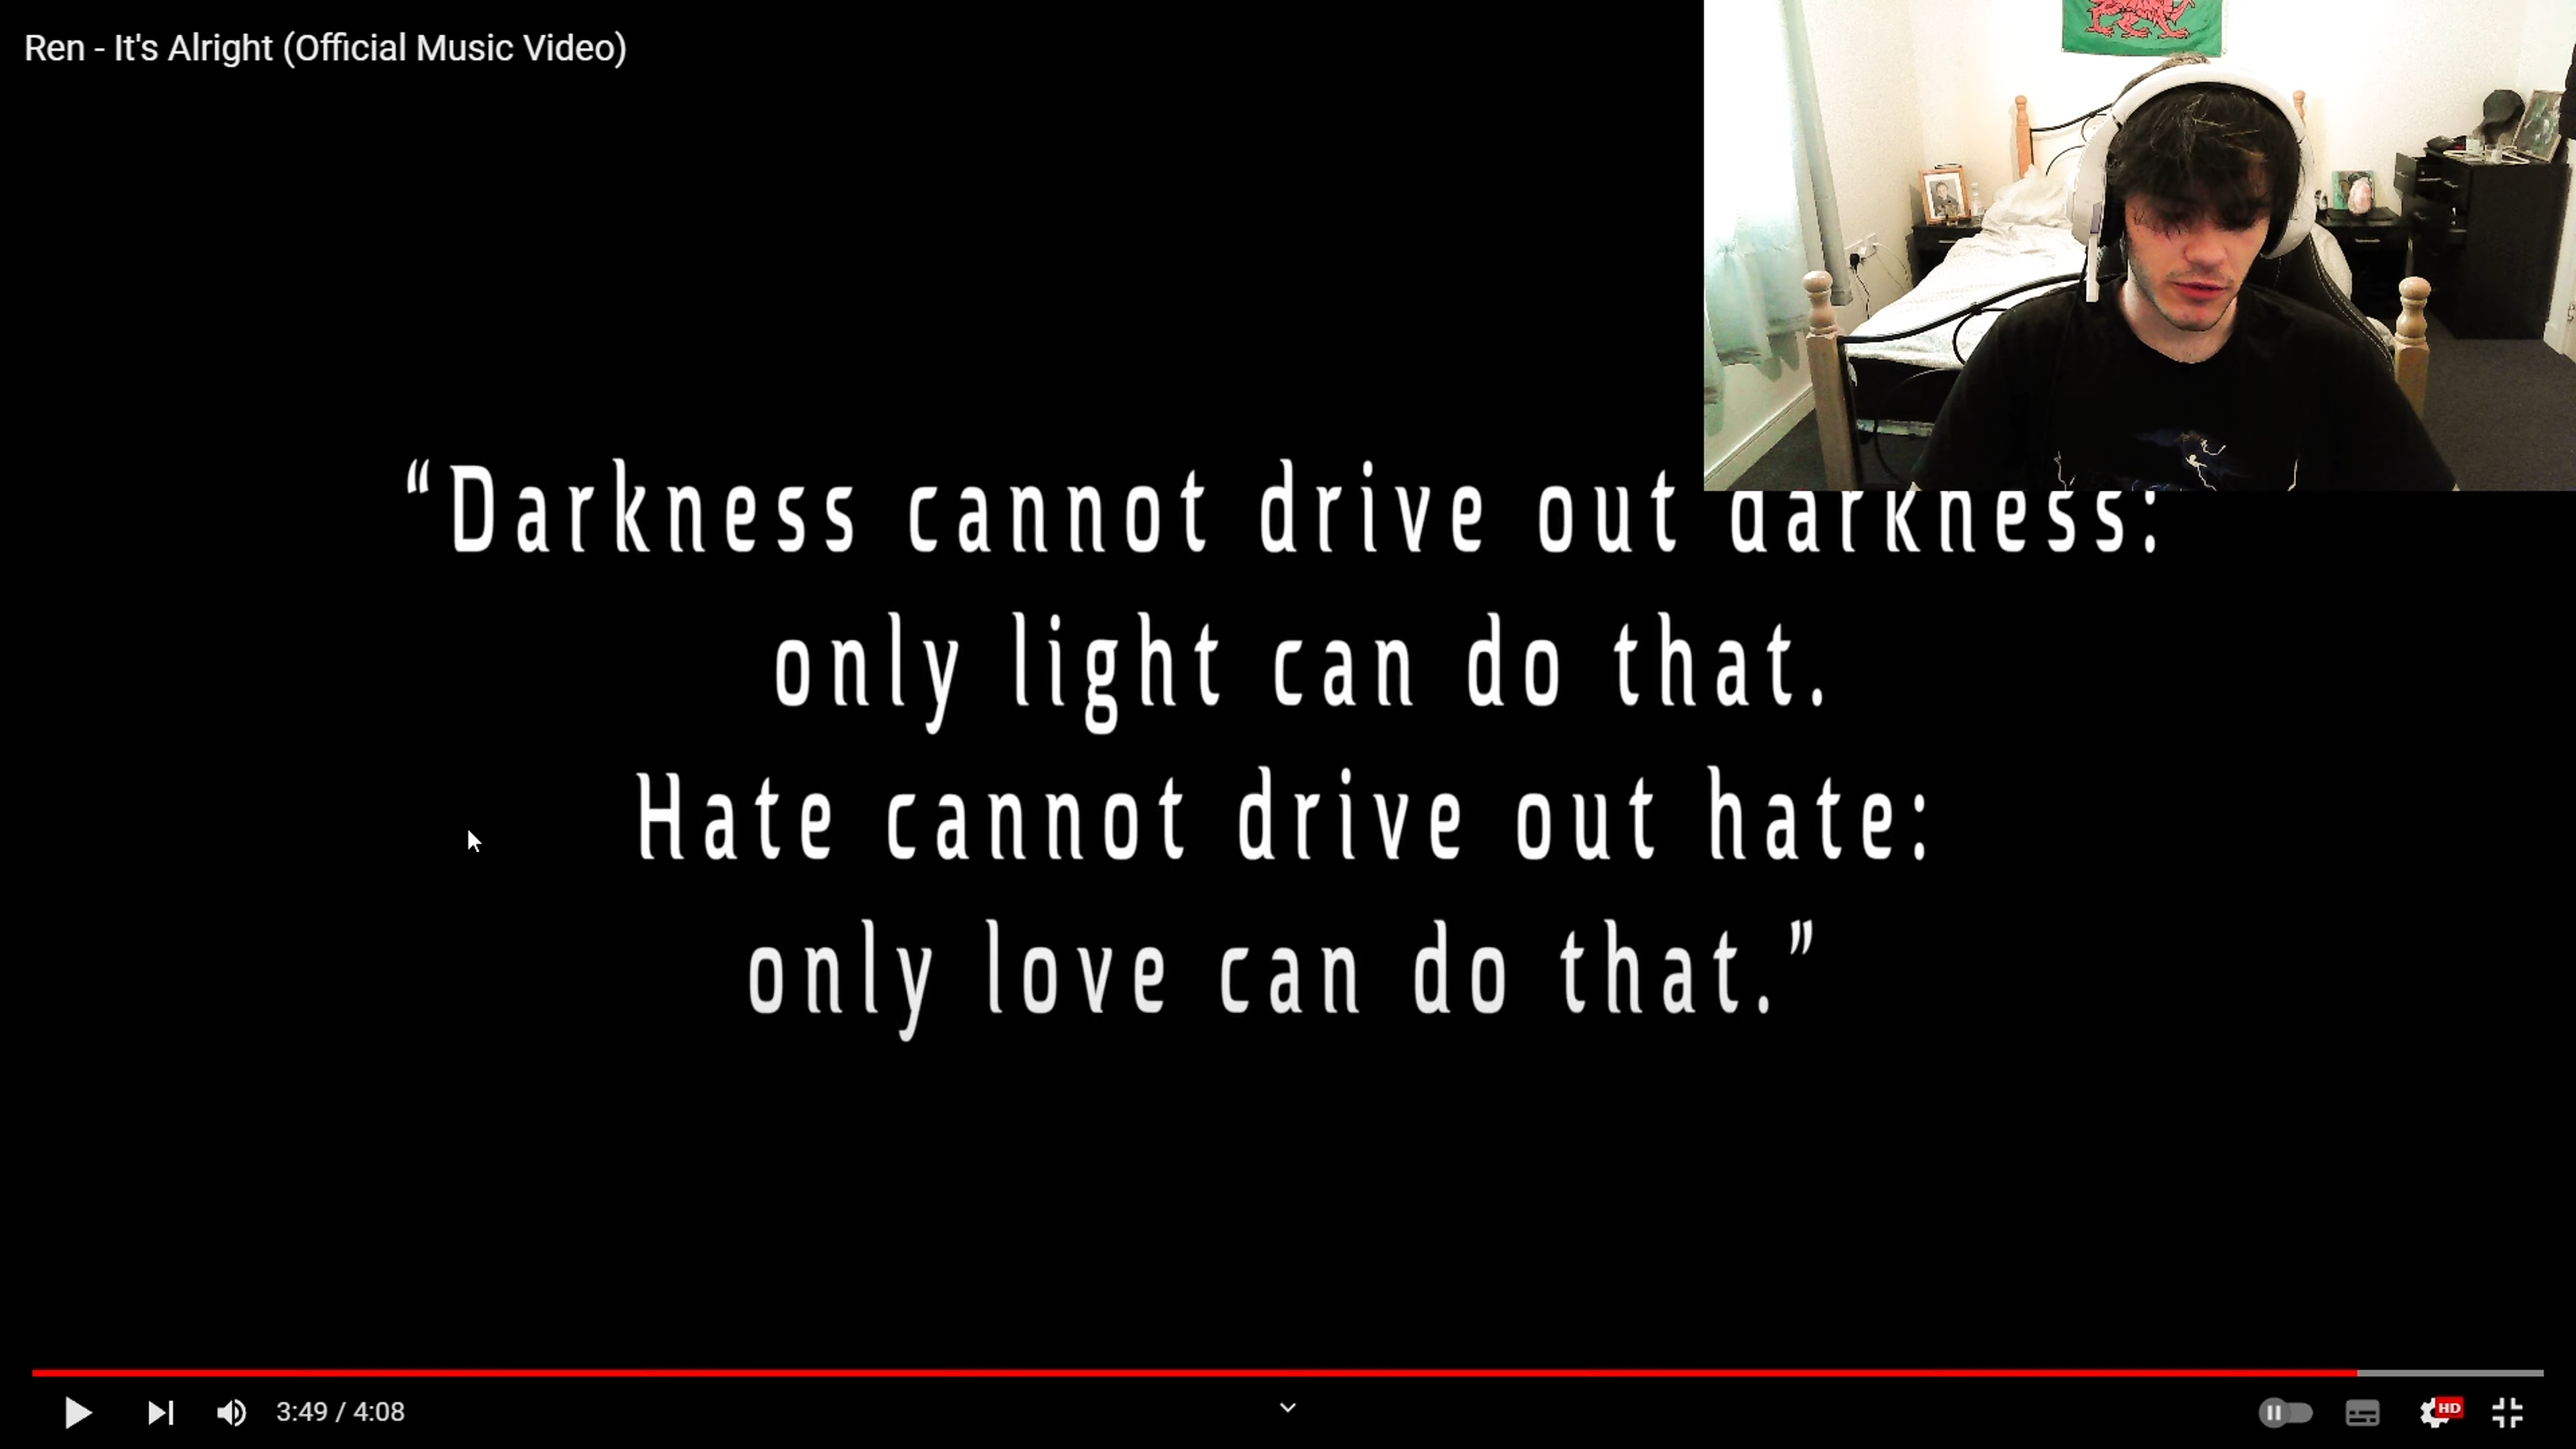 Ren - It's Alright (Official Music Video)
“Darkness cannot drive out darkness:
only light can do that.
Hate cannot drive out hate:
only love can do that.”
3:49 / 4:08
HD